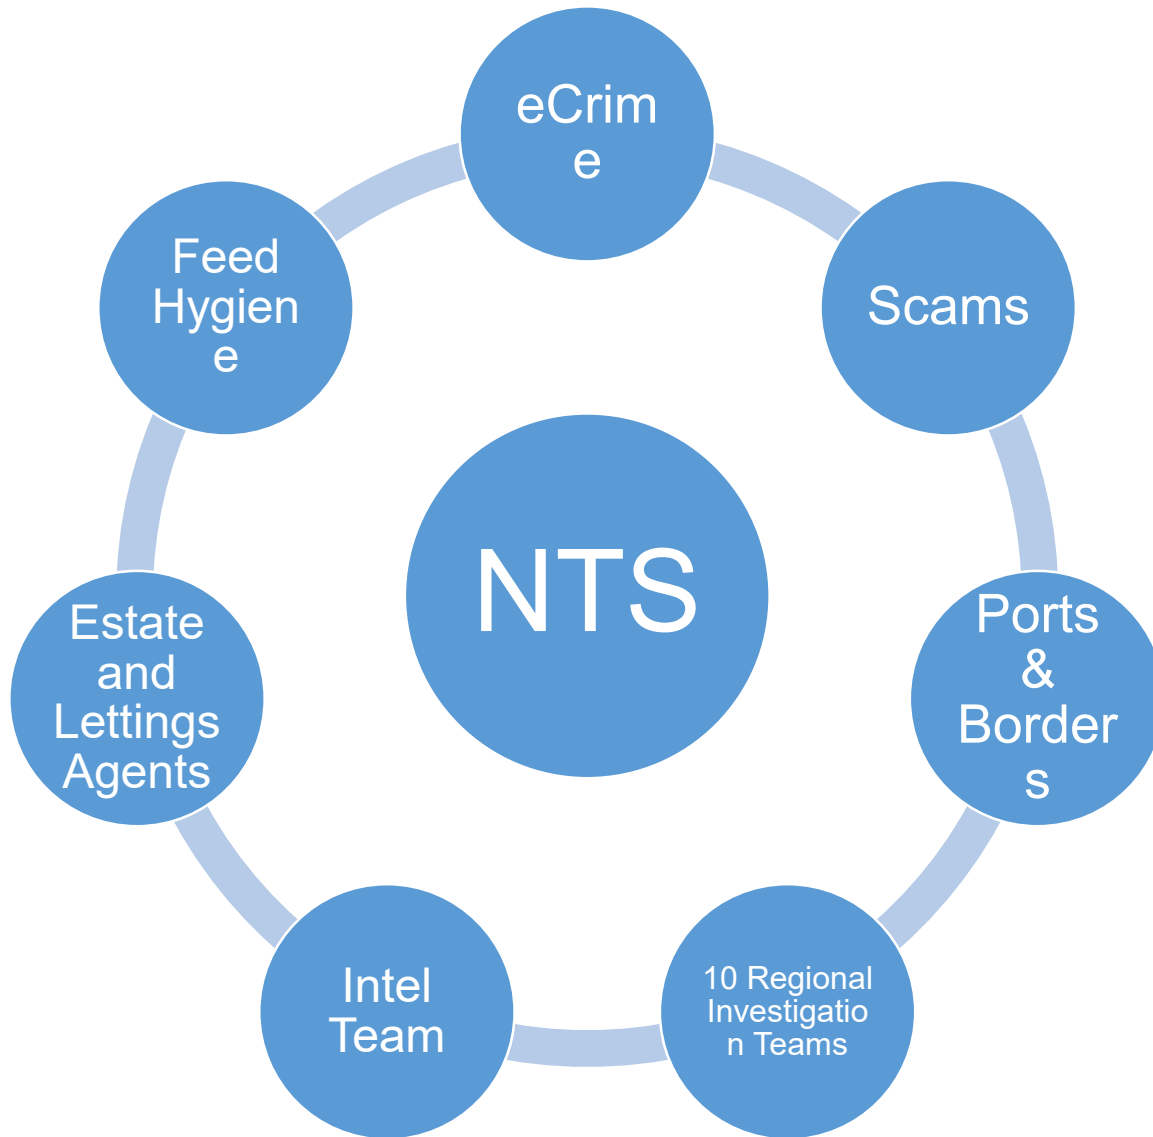 eCrim
e
Scams
Ports
&
Border
s
10 Regional
Investigatio
n Teams
Intel
Team
Estate
and
Lettings
Agents
Feed
Hygien
e
NTS